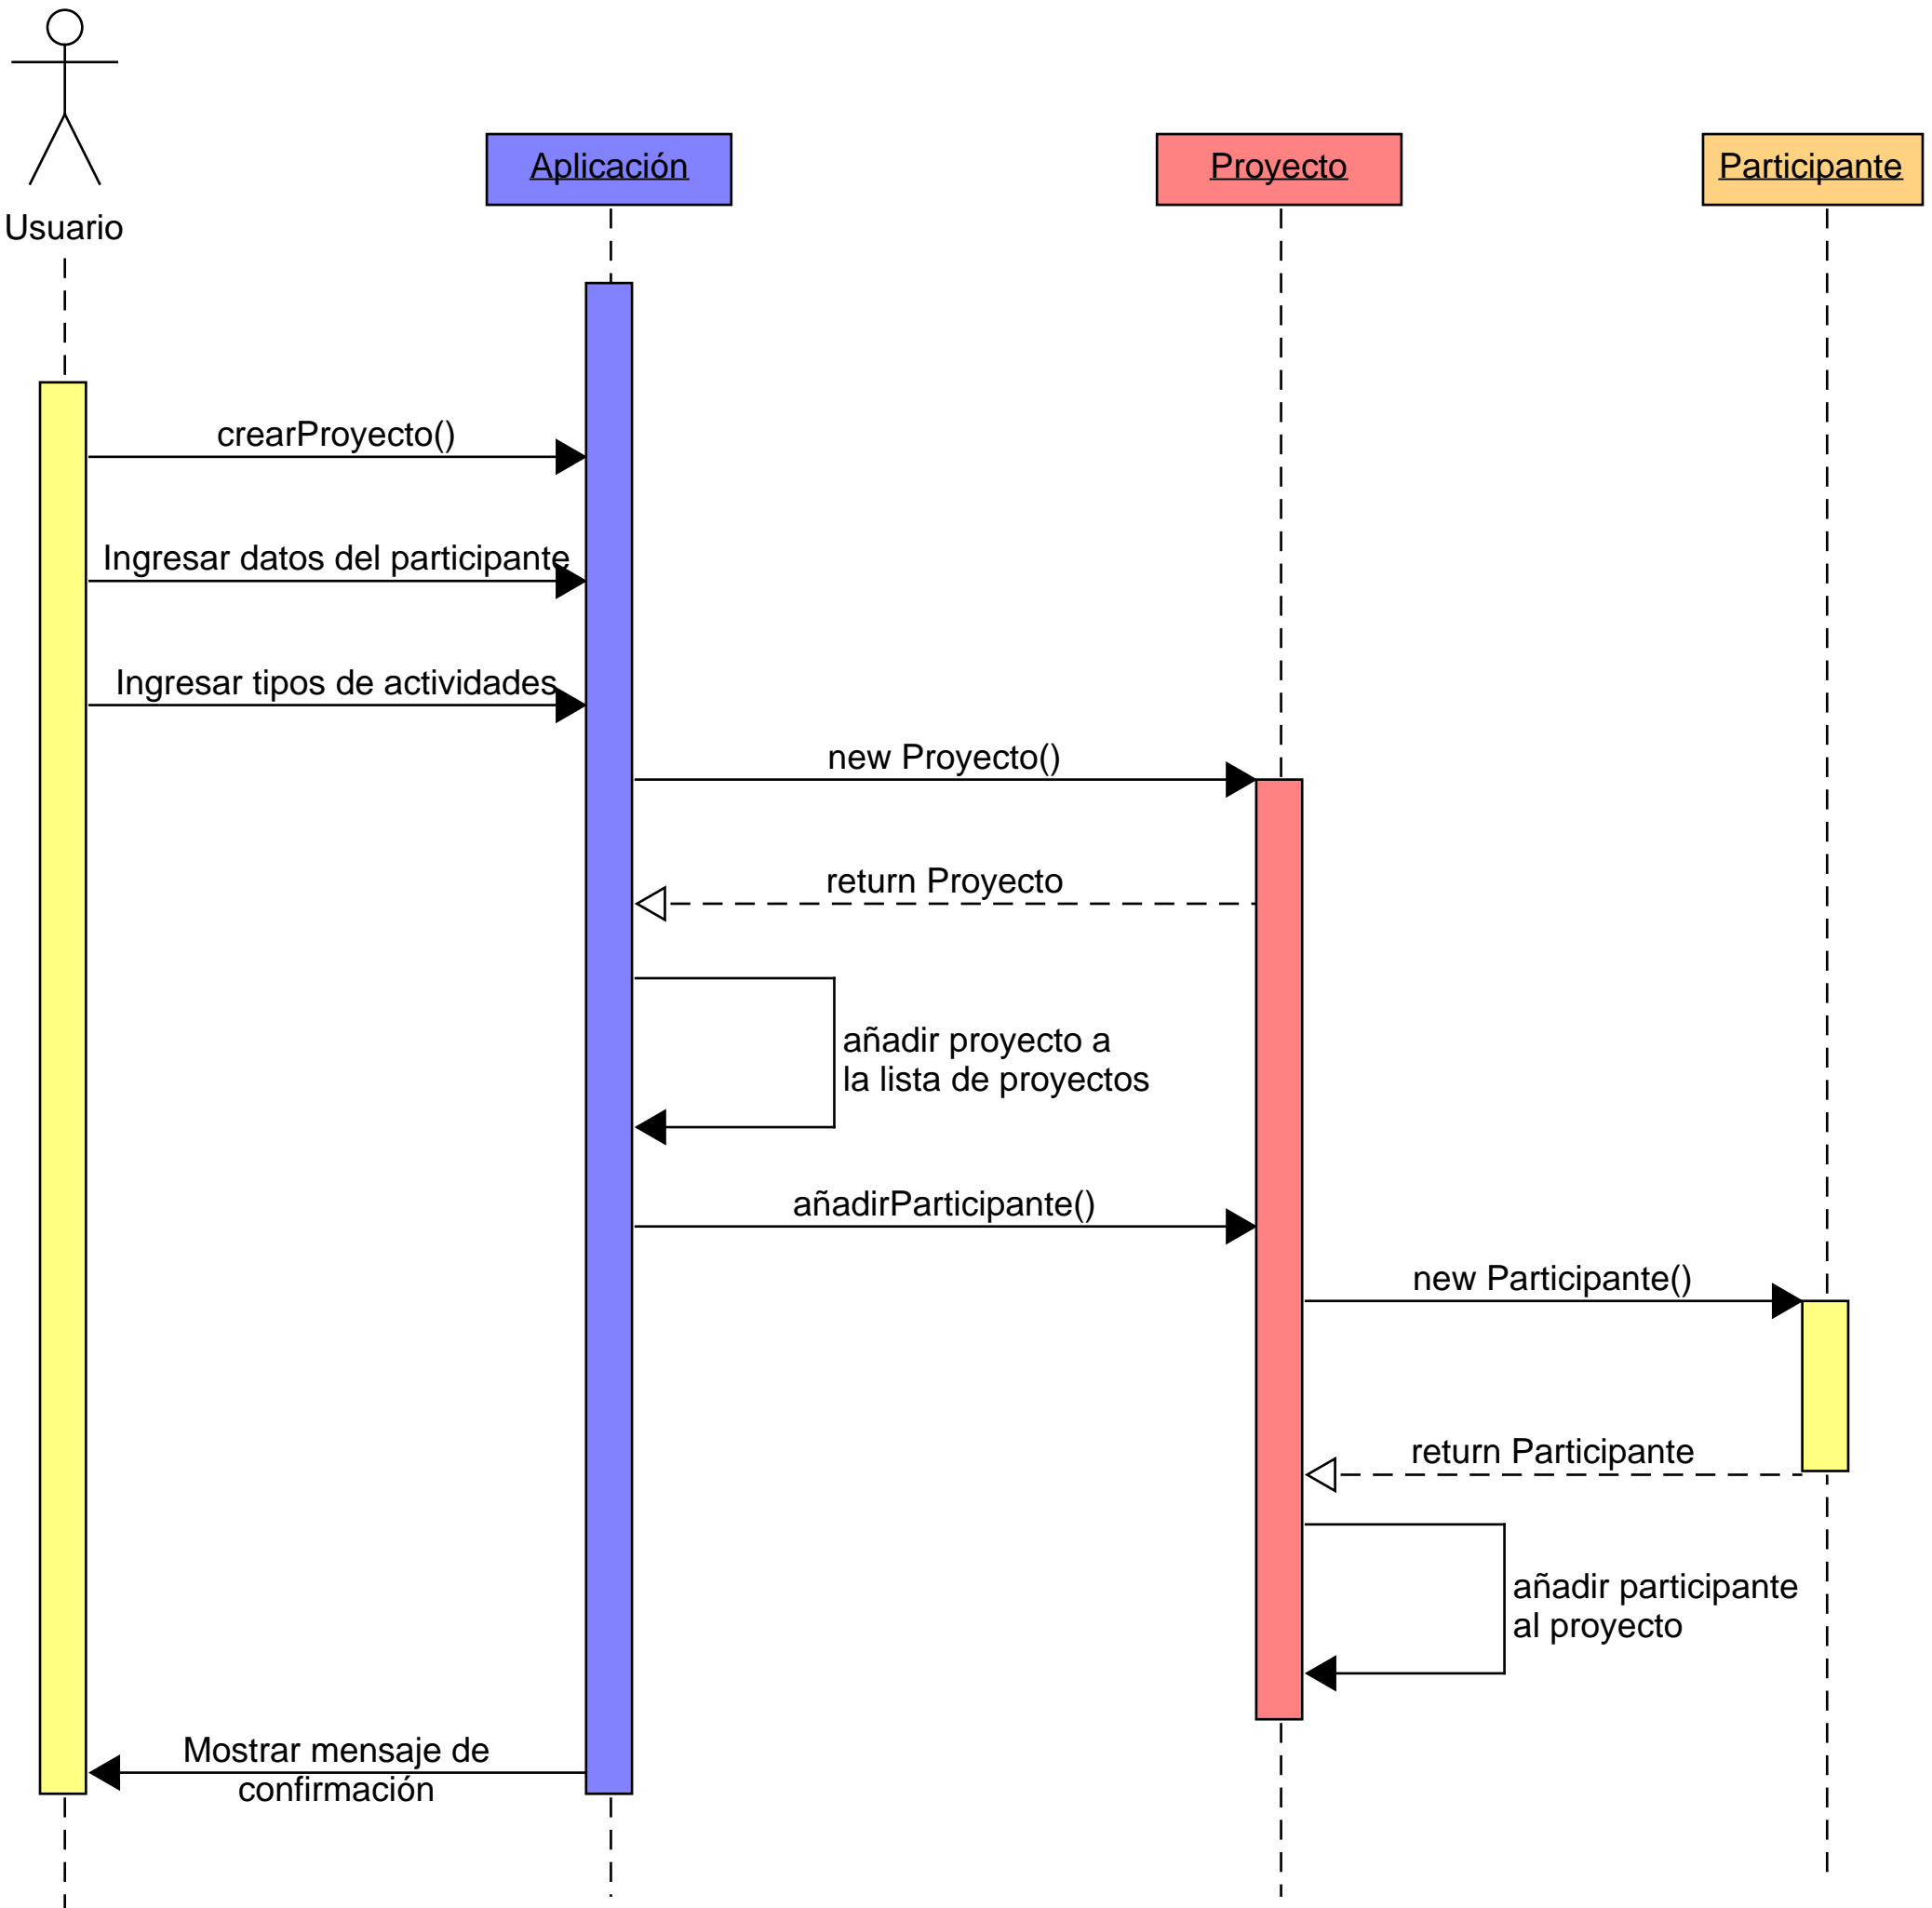 Aplicación
Proyecto
Participante
Usuario
crearProyecto()
Ingresar datos del participante
Ingresar tipos de actividades
new Proyecto()
return Proyecto
añadir proyecto a
la lista de proyectos
añadirParticipante()
new Participante()
return Participante
añadir participante
al proyecto
Mostrar mensaje de
confirmación